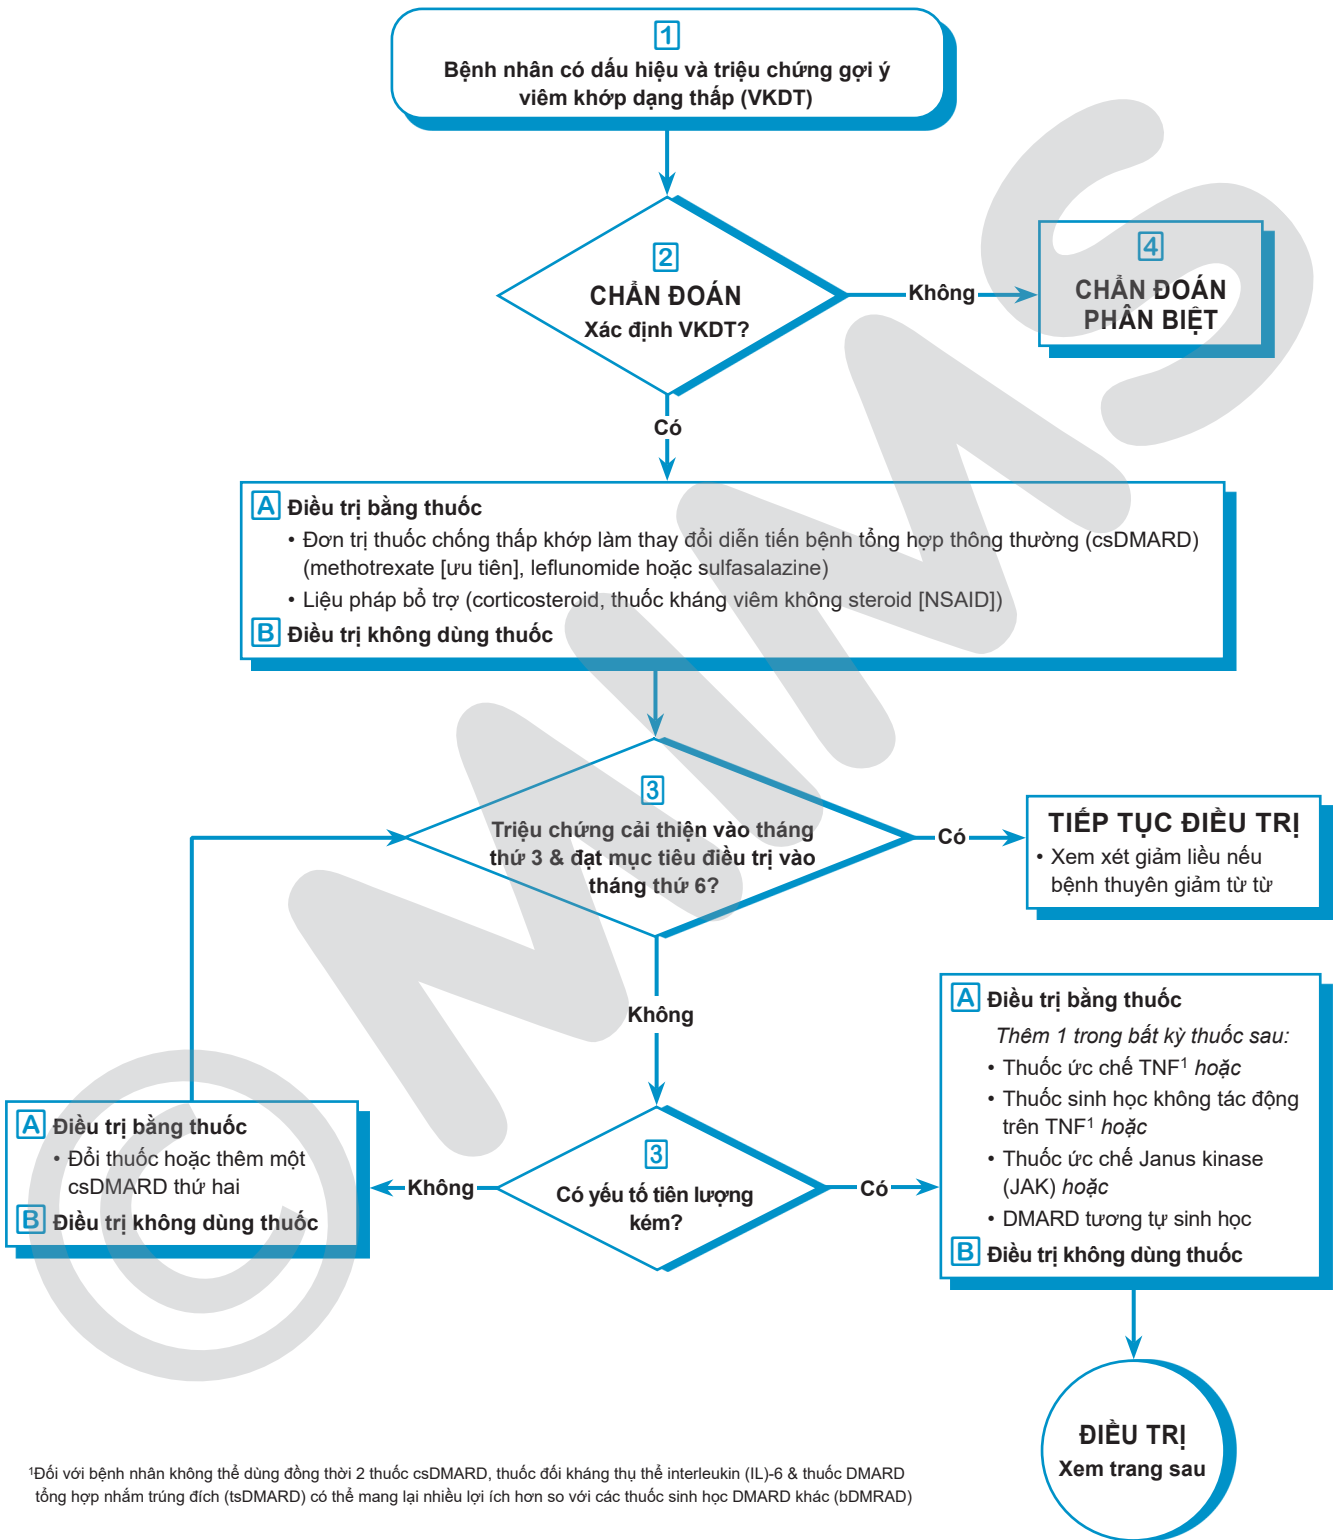 1
Bệnh nhân có dấu hiệu và triệu chứng gợi ý
viêm khớp dạng thấp (VKDT)
2
CHẨN ĐOÁN
Xác định VKDT?
Không
4
CHẨN ĐOÁN
PHÂN BIỆT
Có
A Điều trị bằng thuốc
• Đơn trị thuốc chống thấp khớp làm thay đổi diễn tiến bệnh tổng hợp thông thường (csDMARD)
(methotrexate [ưu tiên], leflunomide hoặc sulfasalazine)
• Liệu pháp bổ trợ (corticosteroid, thuốc kháng viêm không steroid [NSAID])
B Điều trị không dùng thuốc
3
Triệu chứng cải thiện vào tháng
thứ 3 & đạt mục tiêu điều trị vào
tháng thứ 6?
Có
TIẾP TỤC ĐIỀU TRỊ
• Xem xét giảm liều nếu
bệnh thuyên giảm từ từ
Không
3
Có yếu tố tiên lượng
kém?
Không
A Điều trị bằng thuốc
• Đổi thuốc hoặc thêm một
csDMARD thứ hai
B Điều trị không dùng thuốc
Có
A Điều trị bằng thuốc
Thêm 1 trong bất kỳ thuốc sau:
• Thuốc ức chế TNF¹ hoặc
• Thuốc sinh học không tác động
trên TNF¹ hoặc
• Thuốc ức chế Janus kinase
(JAK) hoặc
• DMARD tương tự sinh học
B Điều trị không dùng thuốc
ĐIỀU TRỊ
Xem trang sau
¹Đối với bệnh nhân không thể dùng đồng thời 2 thuốc csDMARD, thuốc đối kháng thụ thể interleukin (IL)-6 & thuốc DMARD
tổng hợp nhắm trúng đích (tsDMARD) có thể mang lại nhiều lợi ích hơn so với các thuốc sinh học DMARD khác (bDMRAD)
© MIMS